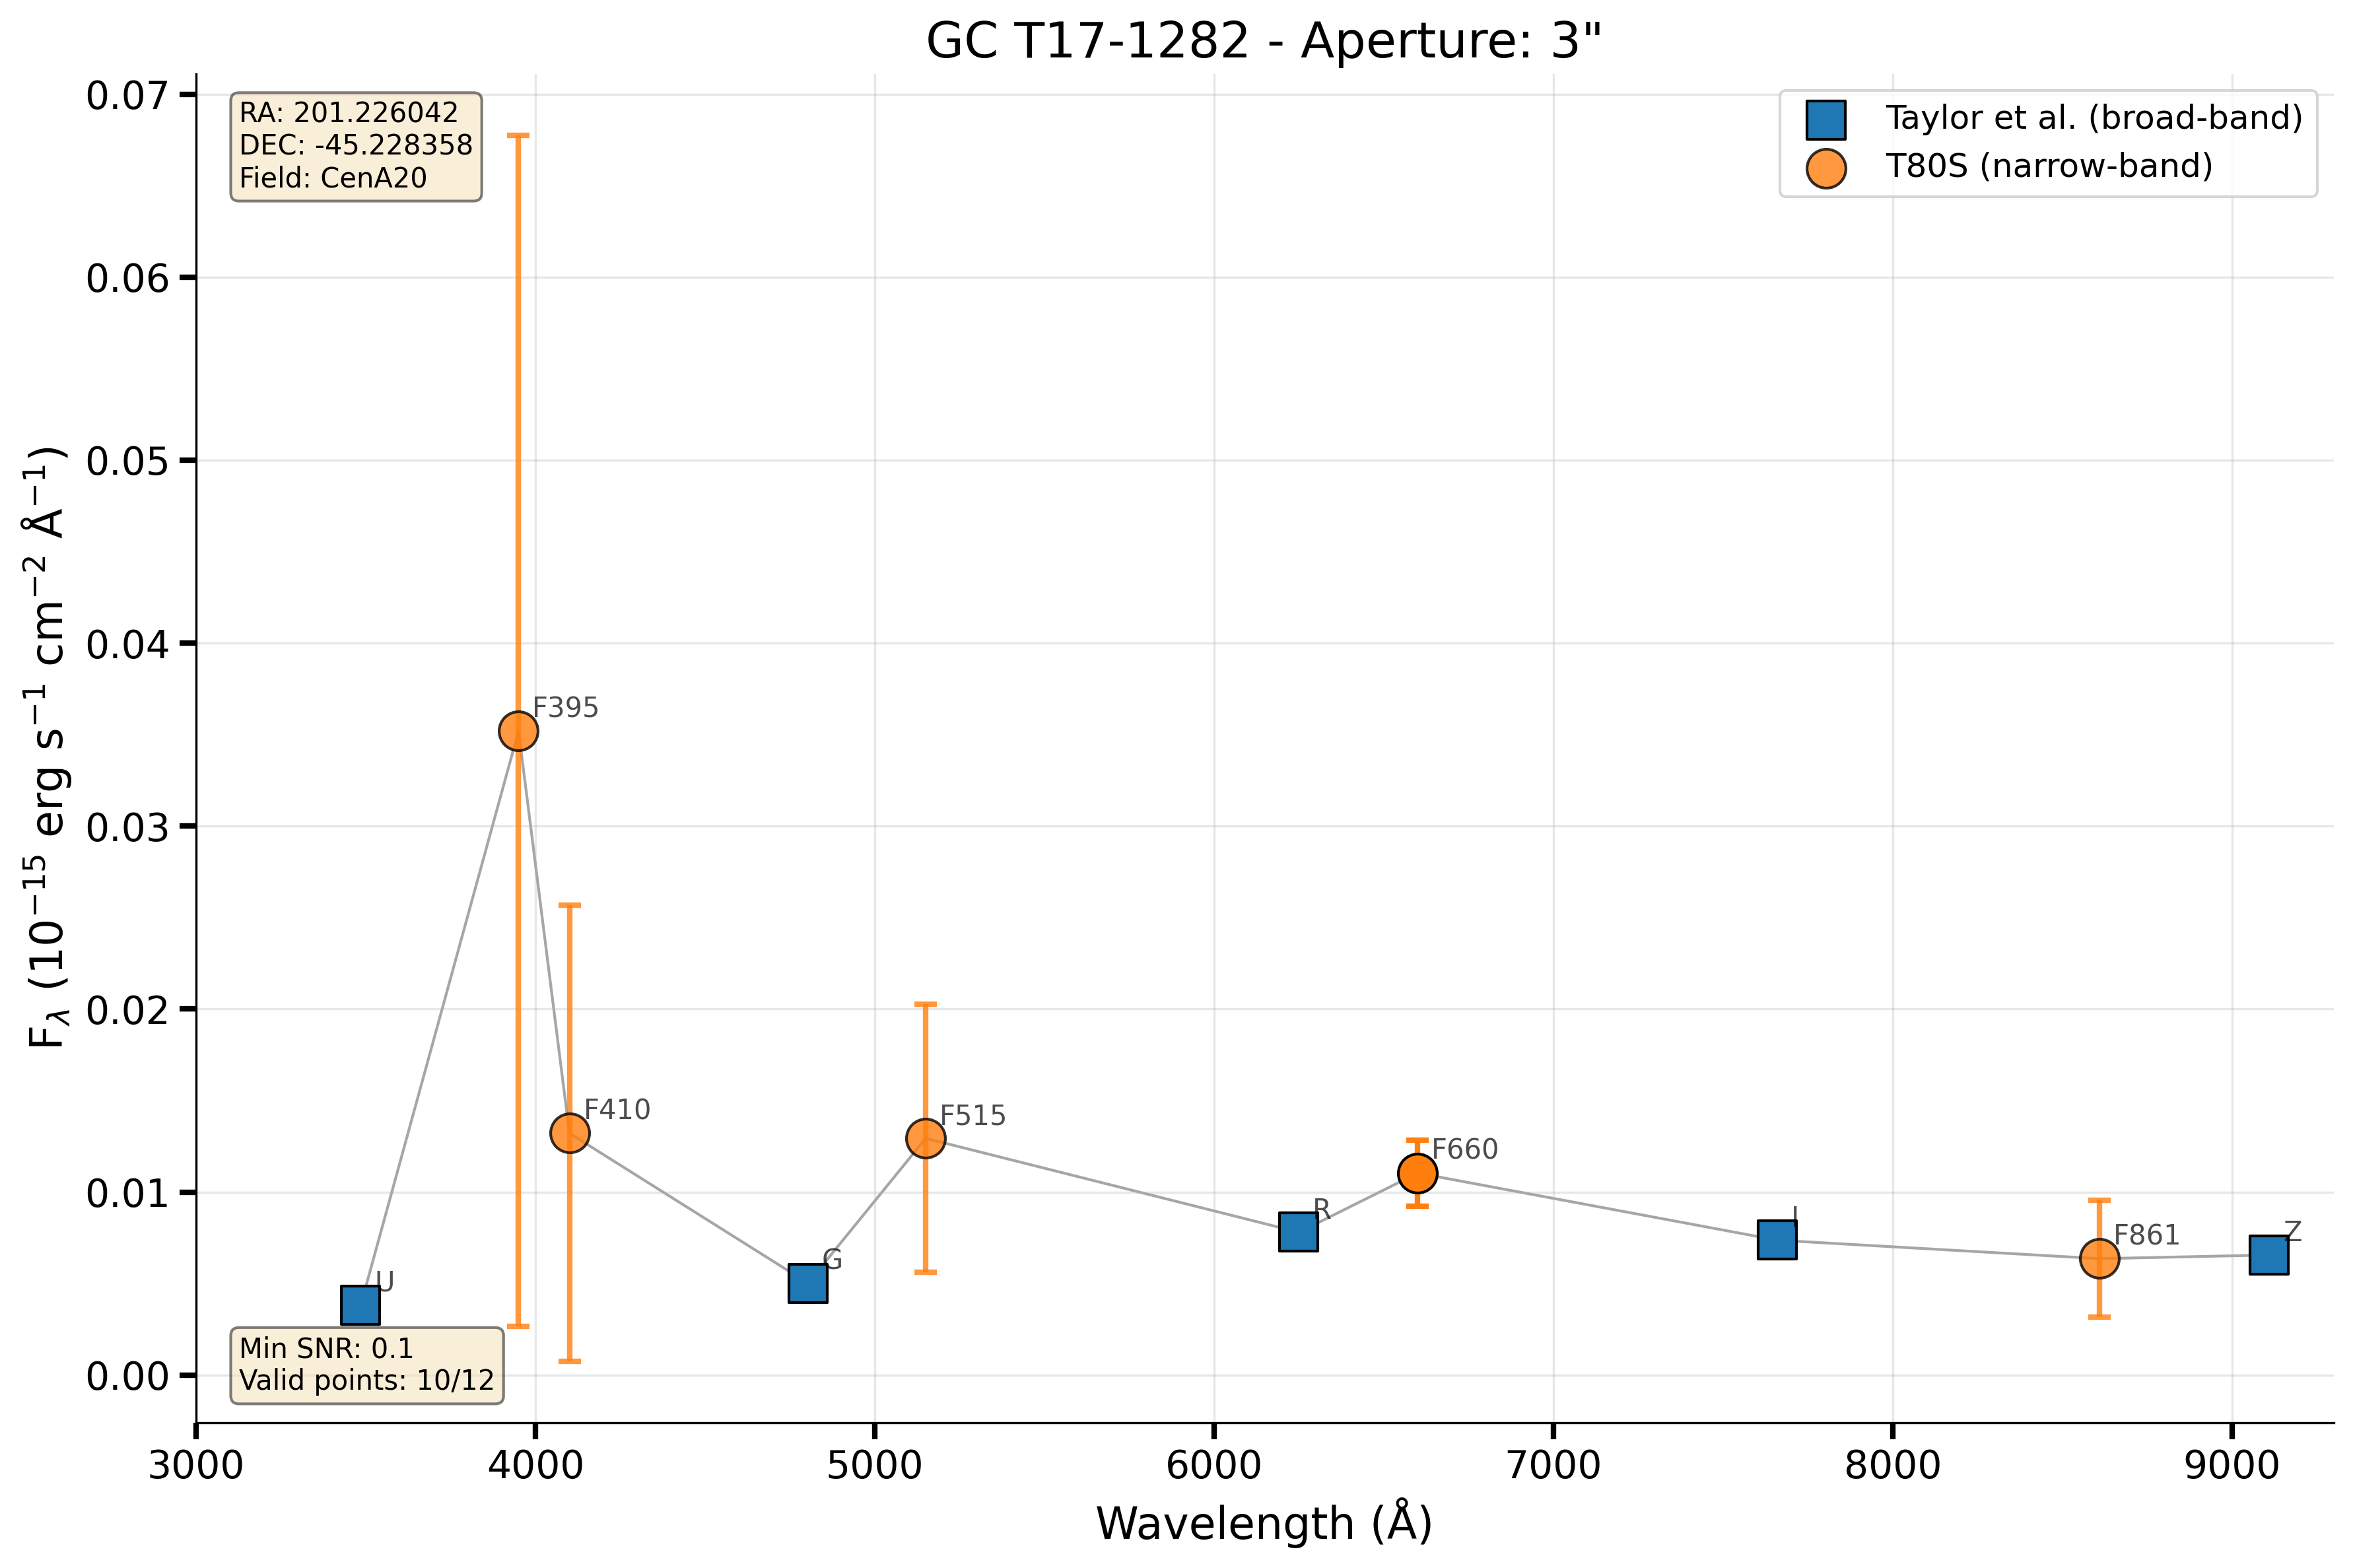 GC T17-1282 - Aperture: 3"
RA: 201.226042
DEC: -45.228358
Field: CenA20
Taylor et al. (broad-band)
T80S (narrow-band)
0.07
0.06
0.05
0.04
0.03
0.02
0.01
0.00
F_λ (10⁻¹⁵ erg s⁻¹ cm⁻² Å⁻¹)
F395
F410
F515
F660
R
I
F861
Z
G
U
Min SNR: 0.1
Valid points: 10/12
3000 4000 5000 6000 7000 8000 9000
Wavelength (Å)